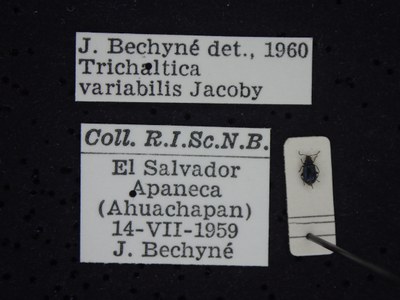 J. Bechyné det., 1960
Trichaltica
variabilis Jacoby
Coll. R.I.Sc.N.B.
El Salvador
Apaneca
(Ahuachapan)
14-VII-1959
J. Bechyné